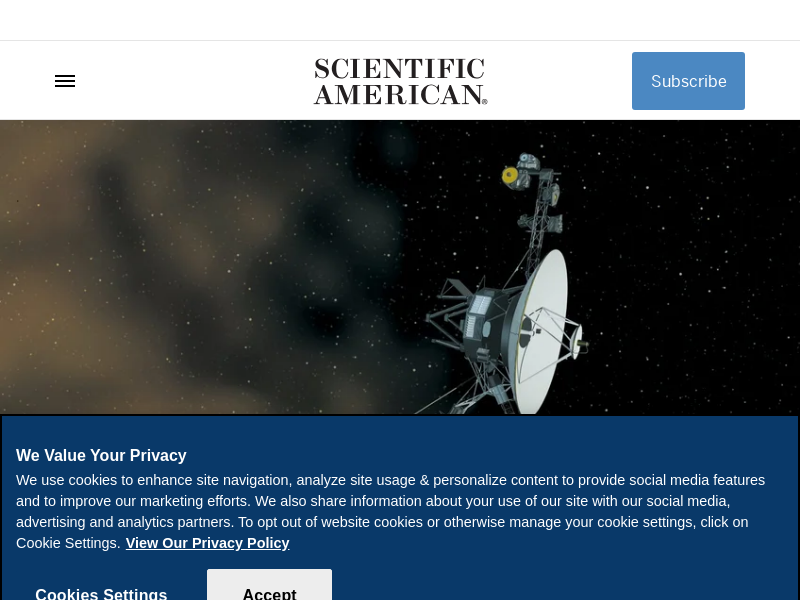 SCIENTIFIC
AMERICAN®
Subscribe
We Value Your Privacy
We use cookies to enhance site navigation, analyze site usage & personalize content to provide social media features
and to improve our marketing efforts. We also share information about your use of our site with our social media,
advertising and analytics partners. To opt out of website cookies or otherwise manage your cookie settings, click on
Cookie Settings. View Our Privacy Policy
Cookies Settings
Accept